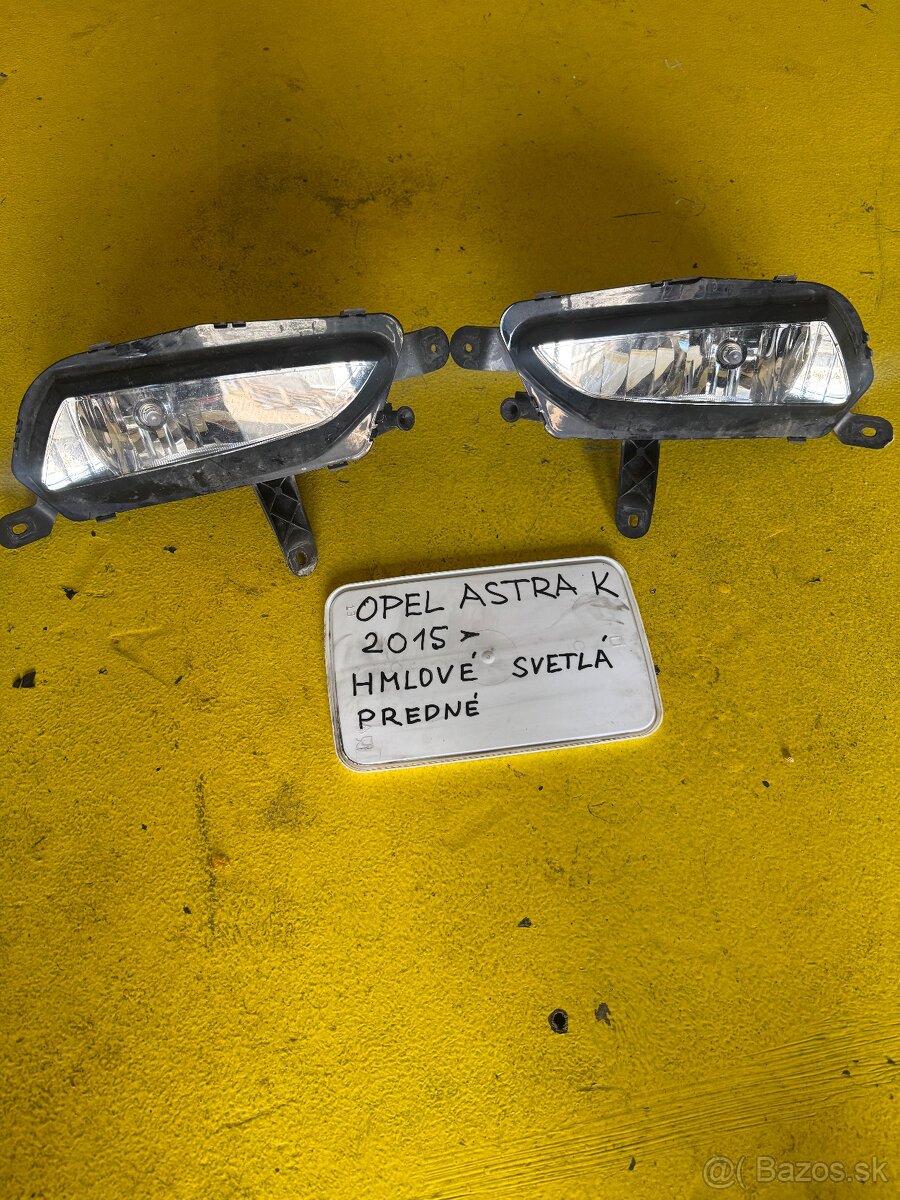 OPEL ASTRA K
2015 >
HMLOVÉ SVETLÁ
PREDNÉ
@( Bazos.sk